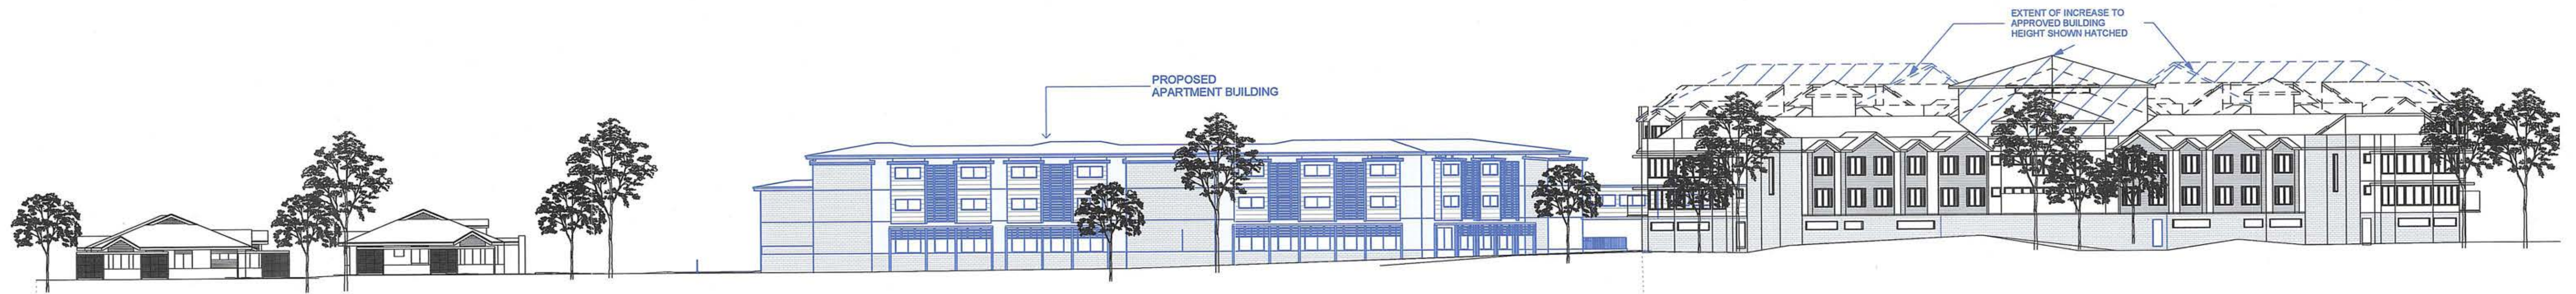 EXTENT OF INCREASE TO
APPROVED BUILDING
HEIGHT SHOWN HATCHED
PROPOSED
APARTMENT BUILDING